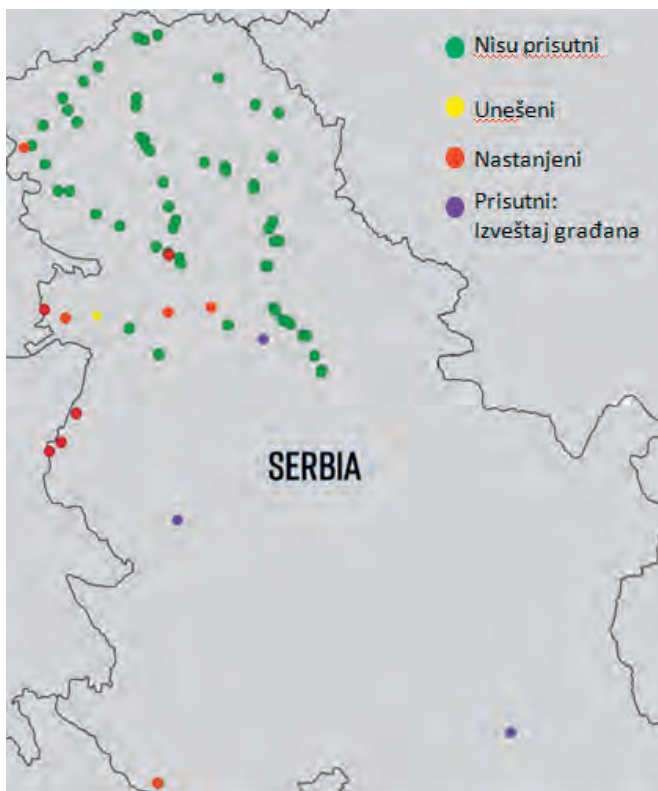 Nisu prisutni
Unešeni
Nastanjeni
Prisutni:
Izveštaj građana
SERBIA